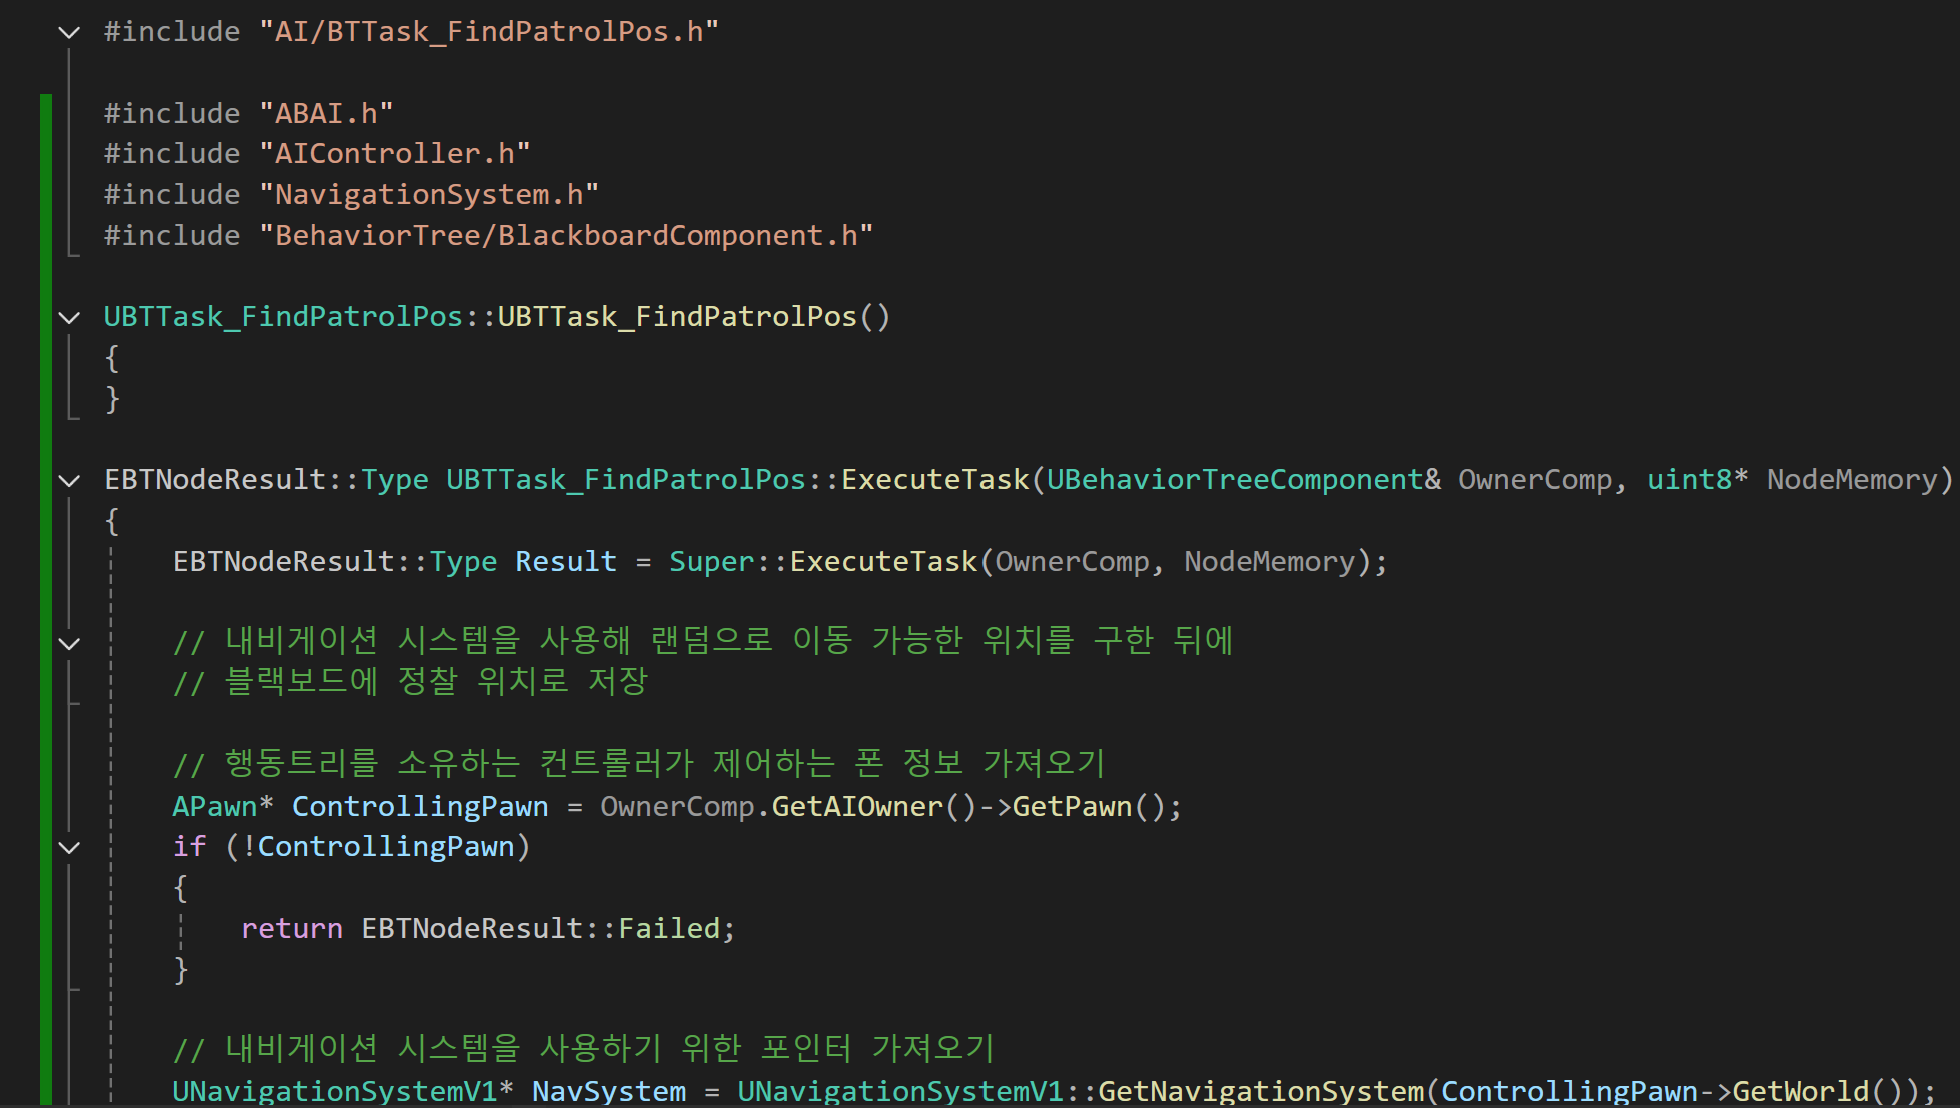 #include "AI/BTTask_FindPatrolPos.h"
#include "ABAI.h"
#include "AIController.h"
#include "NavigationSystem.h"
#include "BehaviorTree/BlackboardComponent.h"
UBTTask_FindPatrolPos::UBTTask_FindPatrolPos()
{
}
EBTNodeResult::Type UBTTask_FindPatrolPos::ExecuteTask(UBehaviorTreeComponent& OwnerComp, uint8* NodeMemory)
{
EBTNodeResult::Type Result = Super::ExecuteTask(OwnerComp, NodeMemory);
// 내비게이션 시스템을 사용해 랜덤으로 이동 가능한 위치를 구한 뒤에
// 블랙보드에 정찰 위치로 저장
// 행동트리를 소유하는 컨트롤러가 제어하는 폰 정보 가져오기
APawn* ControllingPawn = OwnerComp.GetAIOwner()->GetPawn();
if (!ControllingPawn)
{
return EBTNodeResult::Failed;
}
// 내비게이션 시스템을 사용하기 위한 포인터 가져오기
UNavigationSystemV1* NavSystem = UNavigationSystemV1::GetNavigationSystem(ControllingPawn->GetWorld());